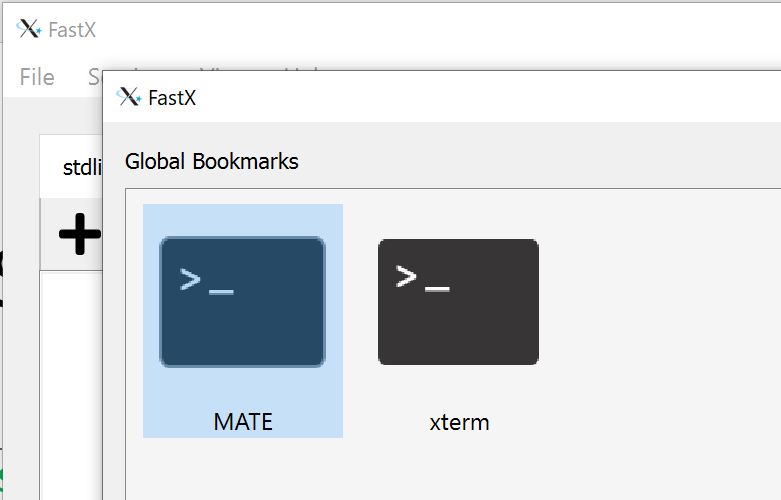 FastX
File
FastX
Global Bookmarks
stdli
>_
>_
MATE
xterm